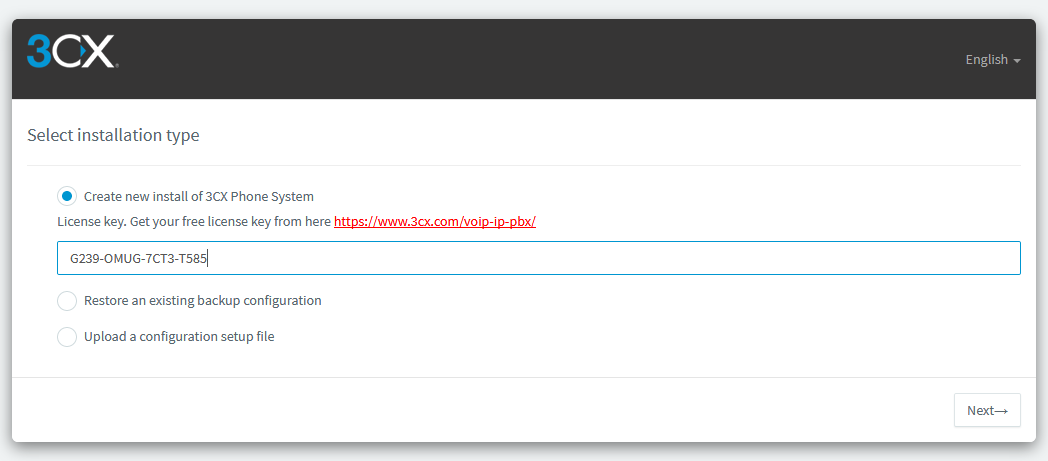 3CX
English
Select installation type
Create new install of 3CX Phone System
License key. Get your free license key from here https://www.3cx.com/voip-ip-pbx/
G239-OMUG-7CT3-T585
Restore an existing backup configuration
Upload a configuration setup file
Next→